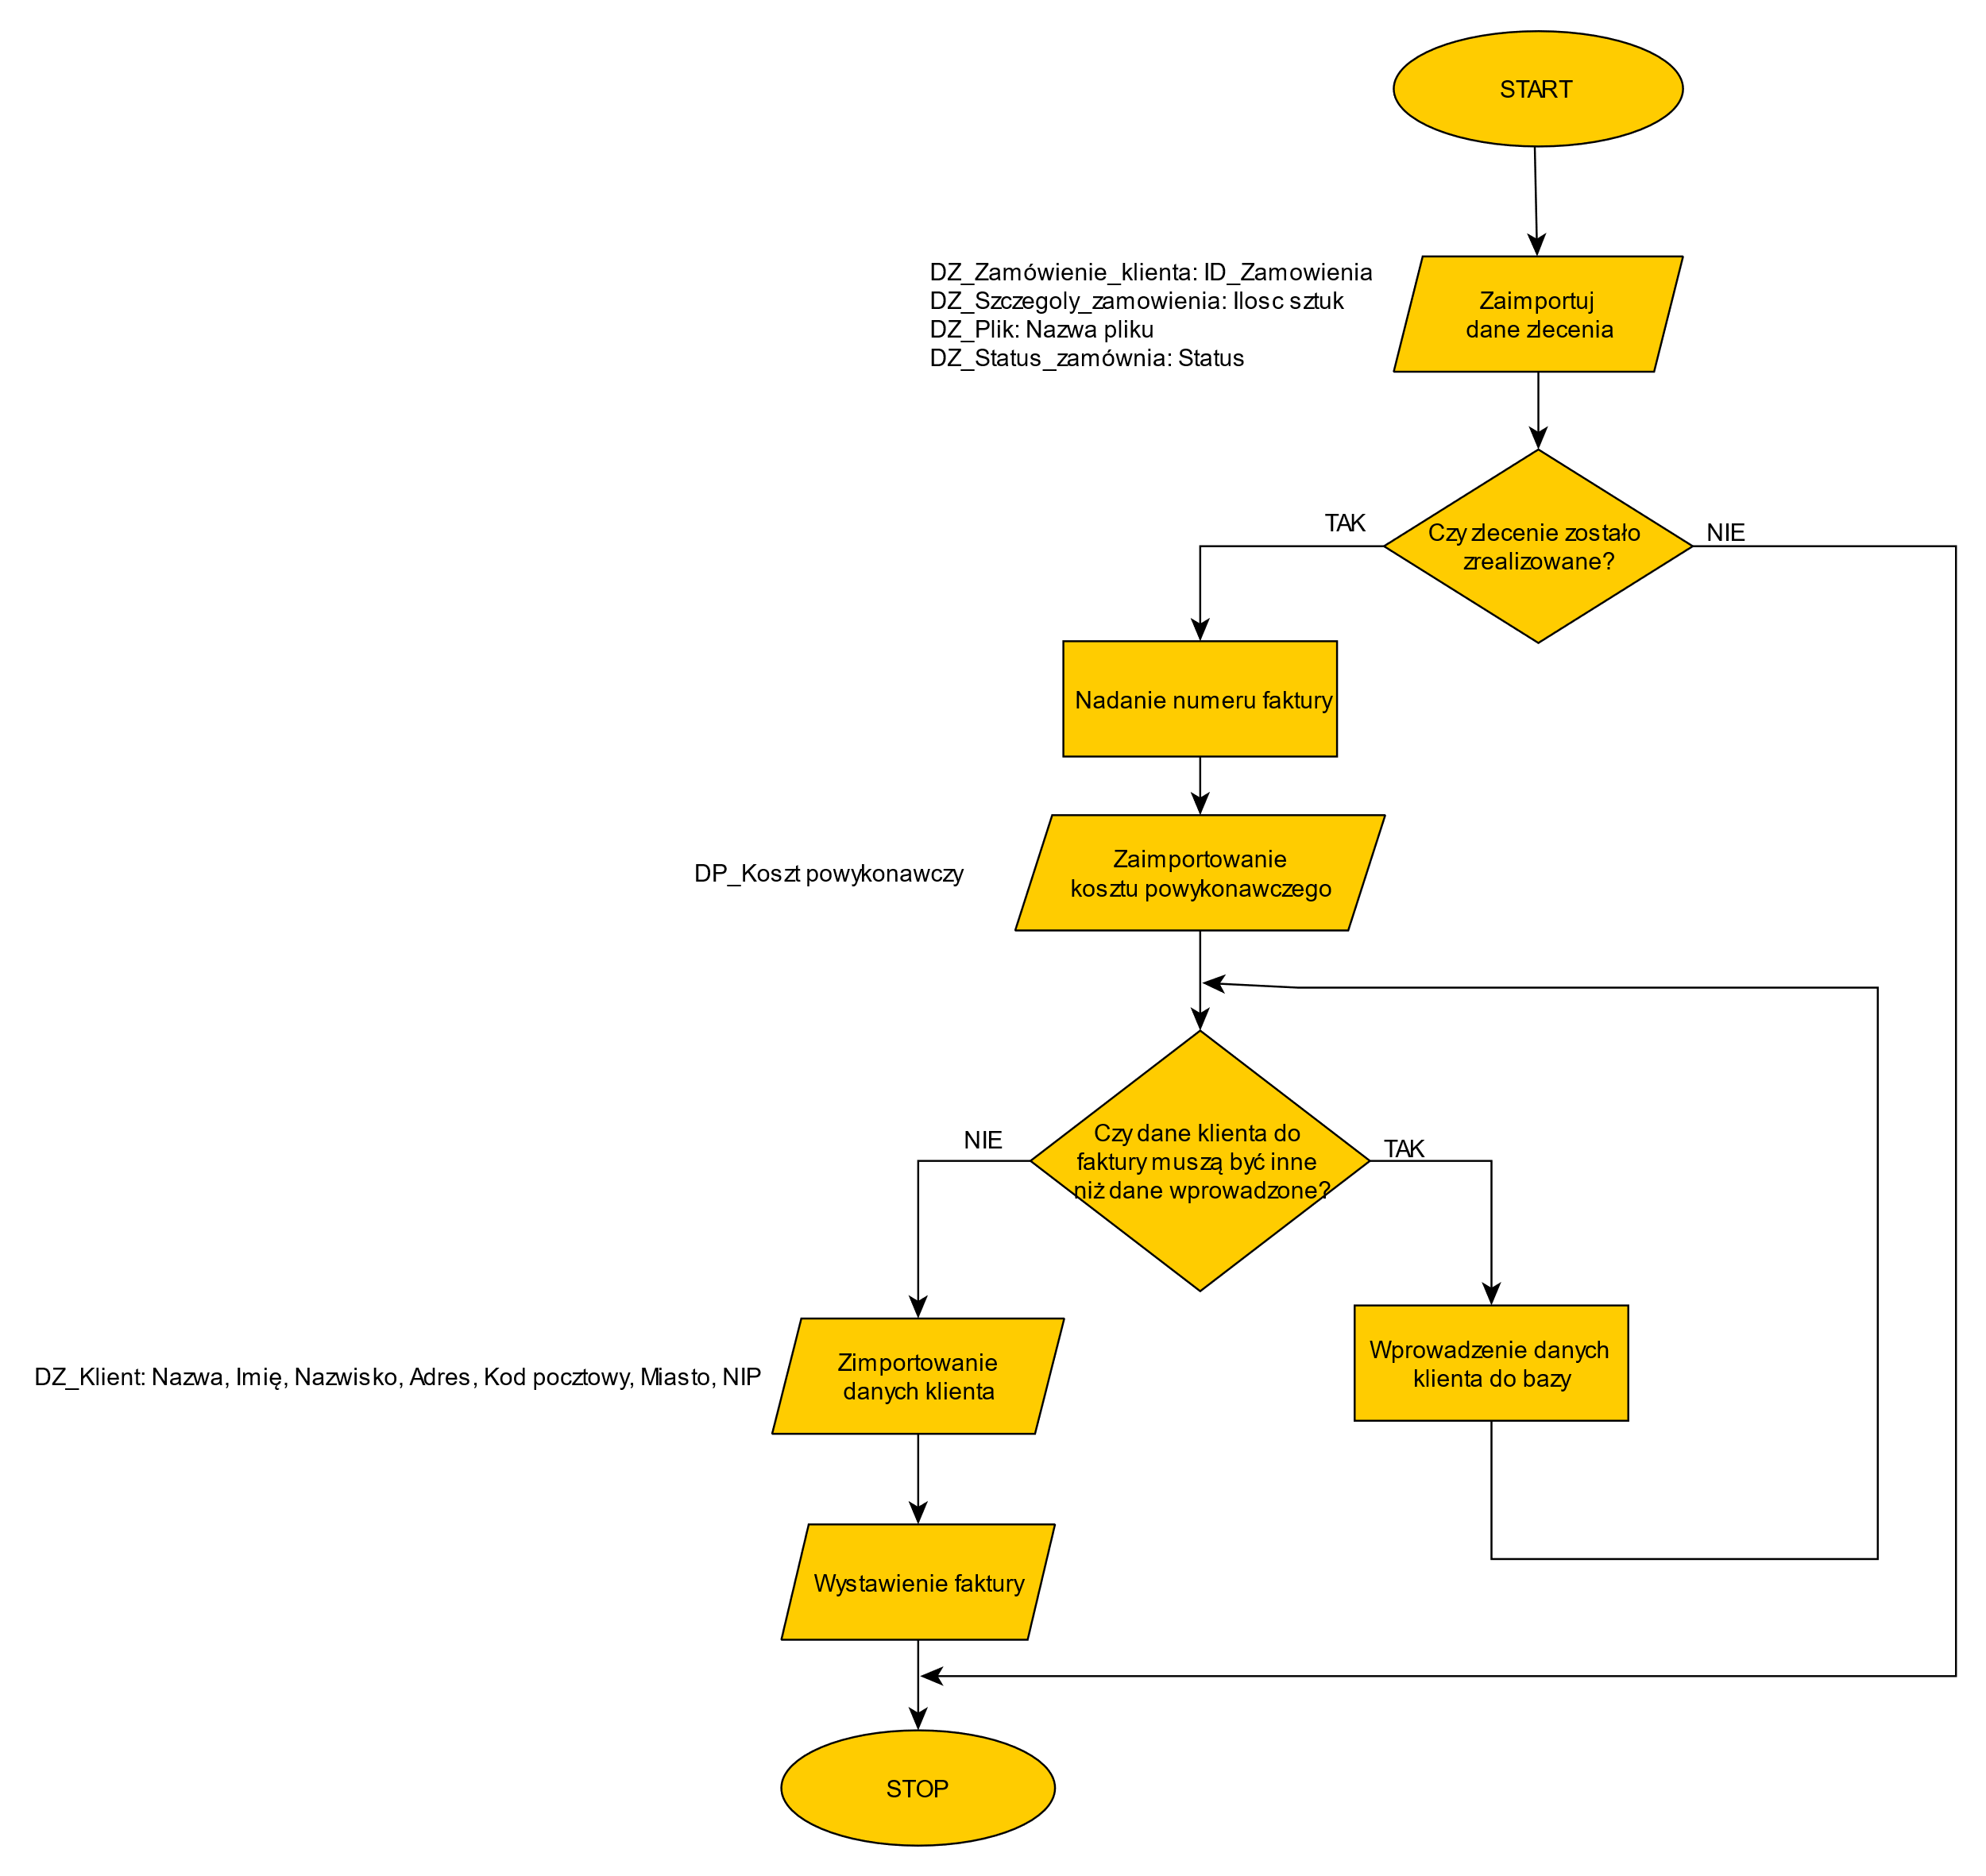 START
DZ_Zamówienie_klienta: ID_Zamowienia
DZ_Szczegoly_zamowienia: Ilosc sztuk
DZ_Plik: Nazwa pliku
DZ_Status_zamównia: Status
Zaimportuj
dane zlecenia
TAK
Czy zlecenie zostało
zrealizowane?
NIE
Nadanie numeru faktury
DP_Koszt powykonawczy
Zaimportowanie
kosztu powykonawczego
NIE
Czy dane klienta do
faktury muszą być inne
niż dane wprowadzone?
TAK
DZ_Klient: Nazwa, Imię, Nazwisko, Adres, Kod pocztowy, Miasto, NIP
Zimportowanie
danych klienta
Wprowadzenie danych
klienta do bazy
Wystawienie faktury
STOP